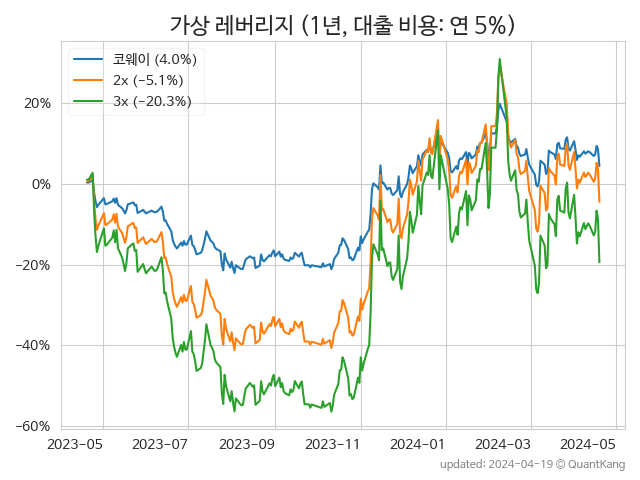 가상 레버리지 (1년, 대출 비용: 연 5%)
코웨이 (4.0%)
2x (−5.1%)
3x (−20.3%)
20%
0%
−20%
−40%
−60%
2023-05 2023-07 2023-09 2023-11 2024-01 2024-03 2024-05
updated: 2024-04-19 © QuantKang